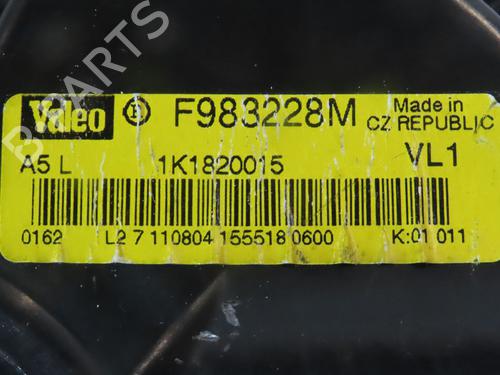 B-PARTS
Valeo E F983228M Made in
CZ REPUBLIC
A5 L 1K1820015 VL1
0162 L2 7 110804 155518 0600 K:01 011